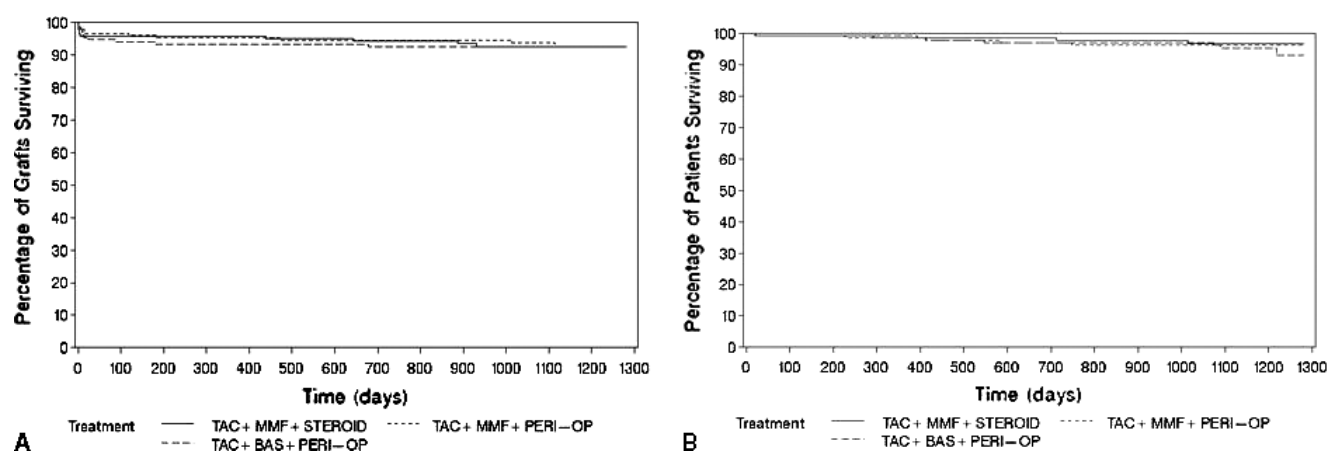 Percentage of Grafts Surviving
100
90
80
70
60
50
40
30
20
10
0
0 100 200 300 400 500 600 700 800 900 1000 1100 1200 1300
Time (days)
Treatment
TAC + MMF + STEROID
TAC + MMF + PERI-OP
TAC + BAS + PERI-OP
A
Percentage of Patients Surviving
100
90
80
70
60
50
40
30
20
10
0
0 100 200 300 400 500 600 700 800 900 1000 1100 1200 1300
Time (days)
Treatment
TAC + MMF + STEROID
TAC + MMF + PERI-OP
TAC + BAS + PERI-OP
B